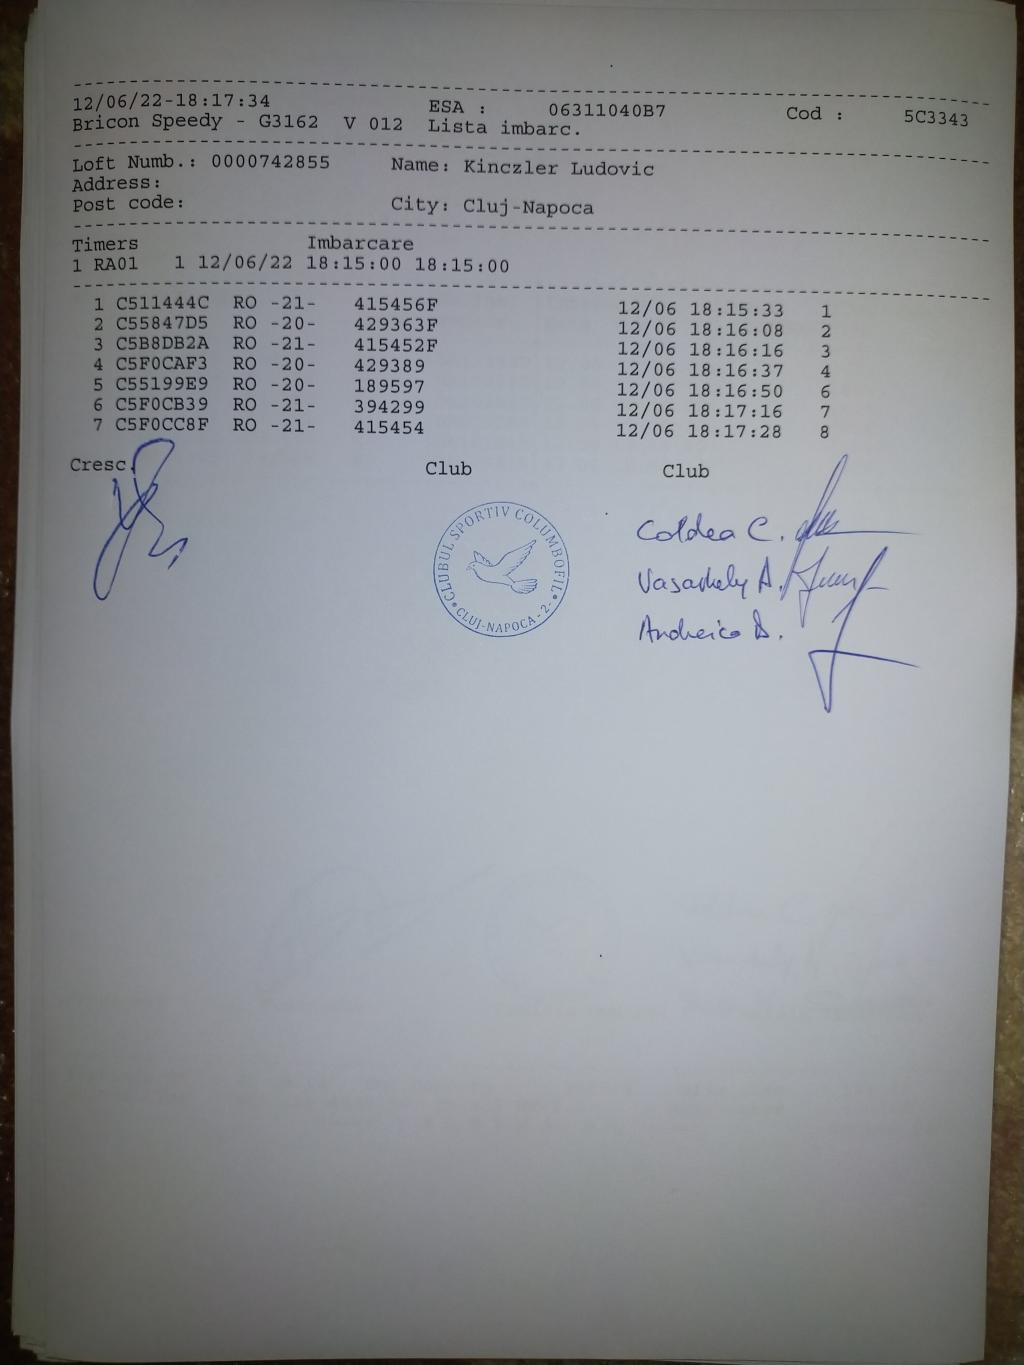 12/06/22-18:17:34 ESA : 06311040B7 Cod : 5C3343
Bricon Speedy - G3162 V 012 Lista imbarc.
Loft Numb.: 0000742855 Name: Kinczler Ludovic
Address:
Post code: City: Cluj-Napoca
Timers Imbarcare
1 RA01 1 12/06/22 18:15:00 18:15:00
1 C511444C RO -21- 415456F 12/06 18:15:33 1
2 C55847D5 RO -20- 429363F 12/06 18:16:08 2
3 C5B8DB2A RO -21- 415452F 12/06 18:16:16 3
4 C5F0CAF3 RO -20- 429389 12/06 18:16:37 4
5 C55199E9 RO -20- 189597 12/06 18:16:50 6
6 C5F0CB39 RO -21- 394299 12/06 18:17:16 7
7 C5F0CC8F RO -21- 415454 12/06 18:17:28 8
Cresc. Club Club
CLUBUL SPORTIV COLUMBOFIL
CLUJ-NAPOCA -2-
Coldea C.
Vasarhely A.
Andreica D.